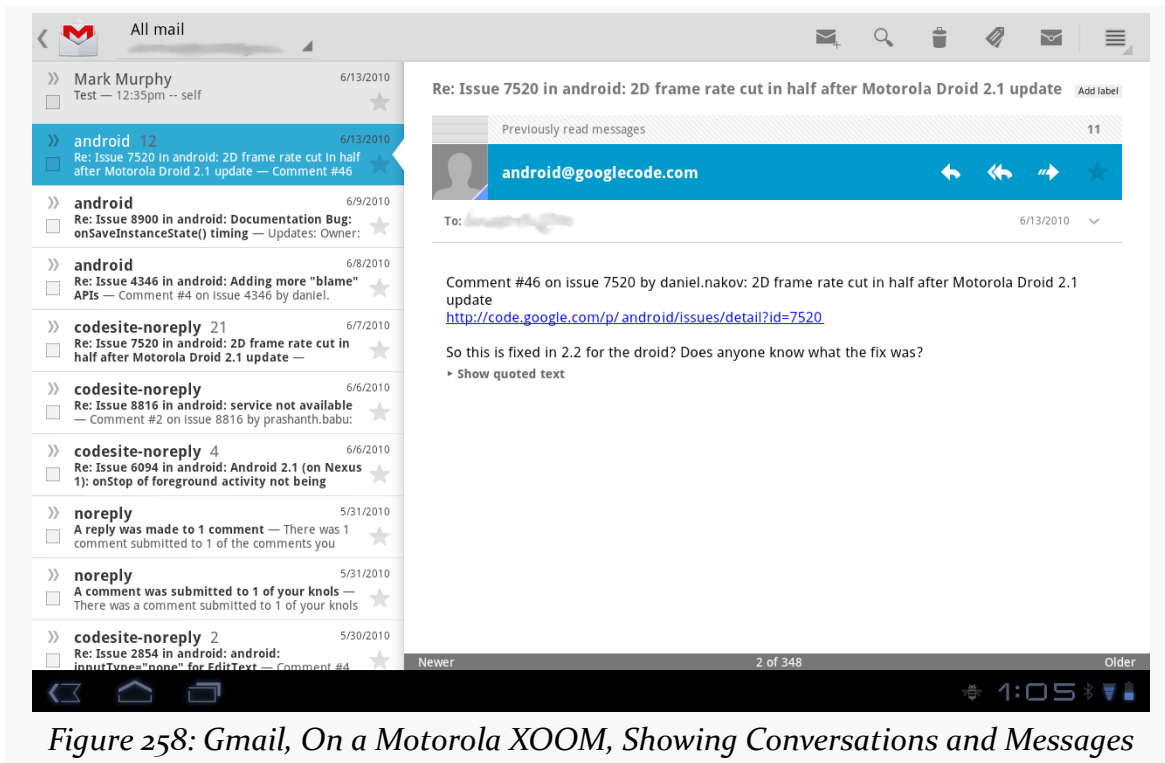 All mail
Mark Murphy
6/13/2010
Test — 12:35pm -- self
android 12
6/13/2010
Re: Issue 7520 in android: 2D frame rate cut in half
after Motorola Droid 2.1 update — Comment #46
android
6/9/2010
Re: Issue 8900 in android: Documentation Bug:
onSaveInstanceState() timing — Updates: Owner:
android
6/8/2010
Re: Issue 4346 in android: Adding more "blame"
APIs — Comment #4 on issue 4346 by daniel.
codesite-noreply 21
6/7/2010
Re: Issue 7520 in android: 2D frame rate cut in
half after Motorola Droid 2.1 update —
codesite-noreply
6/6/2010
Re: Issue 8816 in android: service not available
— Comment #2 on issue 8816 by prashanth.babu:
codesite-noreply 4
6/6/2010
Re: Issue 6094 in android: Android 2.1 (on Nexus
1): onStop of foreground activity not being
noreply
5/31/2010
A reply was made to 1 comment — There was 1
comment submitted to 1 of the comments you
noreply
5/31/2010
A comment was submitted to 1 of your knols —
There was a comment submitted to 1 of your knols
codesite-noreply 2
5/30/2010
Re: Issue 2854 in android: android:
inputType="none" for EditText — Comment #4
Re: Issue 7520 in android: 2D frame rate cut in half after Motorola Droid 2.1 update
Add label
Previously read messages
11
android@googlecode.com
To:
6/13/2010
Comment #46 on issue 7520 by daniel.nakov: 2D frame rate cut in half after Motorola Droid 2.1
update
http://code.google.com/p/android/issues/detail?id=7520
So this is fixed in 2.2 for the droid? Does anyone know what the fix was?
Show quoted text
Newer
2 of 348
Older
1:05
Figure 258: Gmail, On a Motorola XOOM, Showing Conversations and Messages